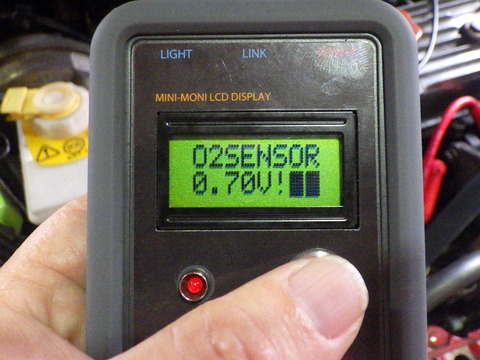 LIGHT LINK
MINI-MONI LCD DISPLAY
O2SENSOR
0.70V!